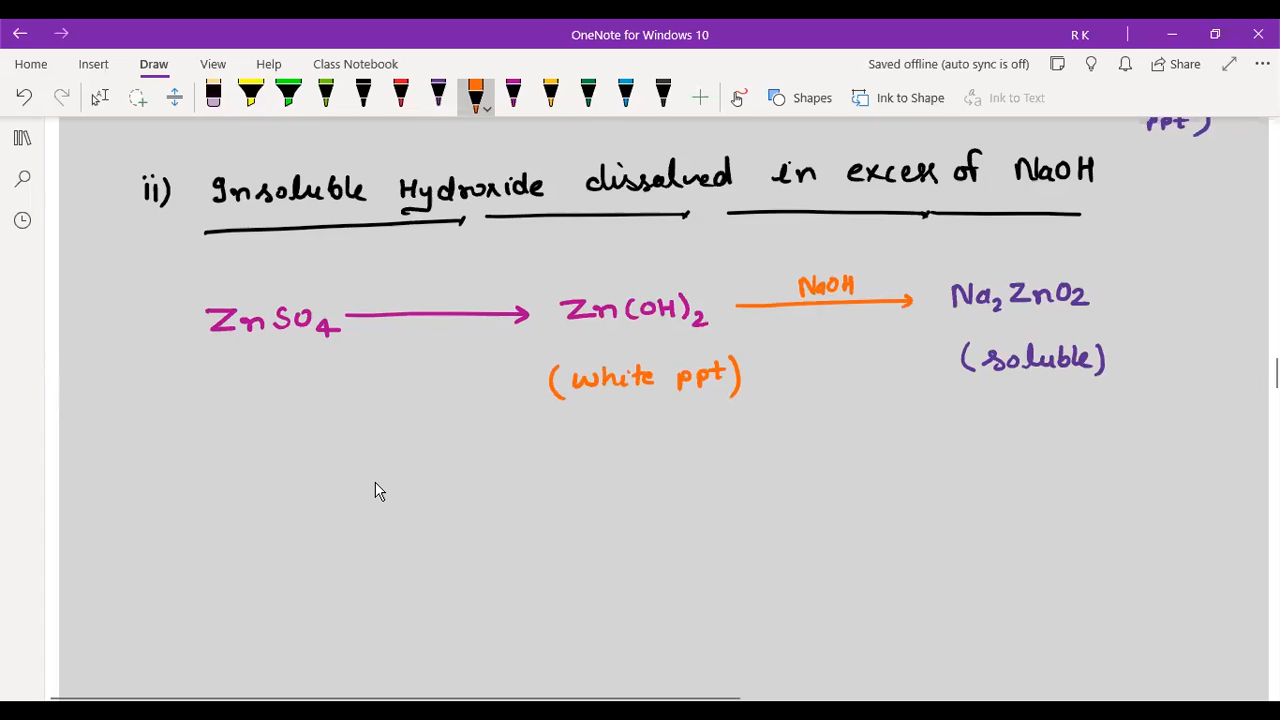 OneNote for Windows 10
R K
Home Insert Draw View Help Class Notebook
Saved offline (auto sync is off) Share
Shapes Ink to Shape Ink to Text
ppt)
ii) Insoluble Hydroxide dissolved in excess of NaOH
ZnSO4 → Zn(OH)2 NaOH → Na2ZnO2
(white ppt) (soluble)